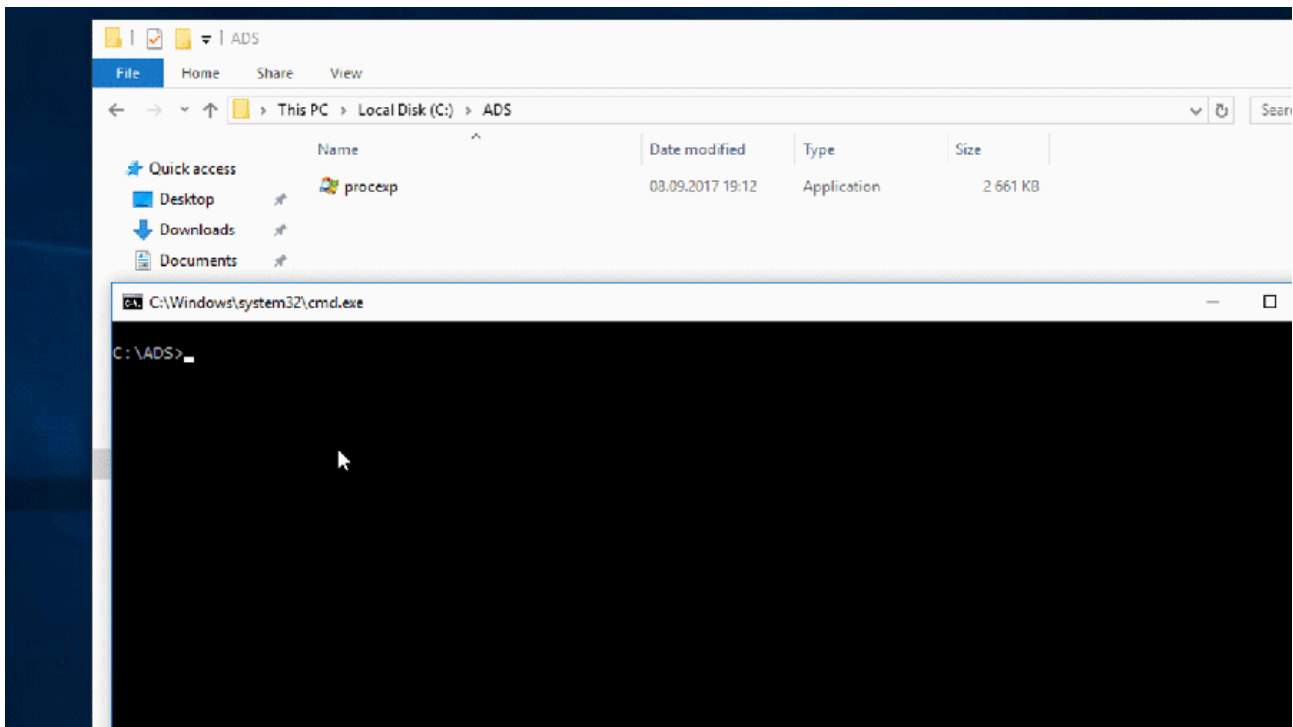 ADS
File Home Share View
This PC > Local Disk (C:) > ADS
Sear
Name Date modified Type Size
Quick access
procexp 08.09.2017 19:12 Application 2 661 KB
Desktop
Downloads
Documents
C:\Windows\system32\cmd.exe
C:\ADS>